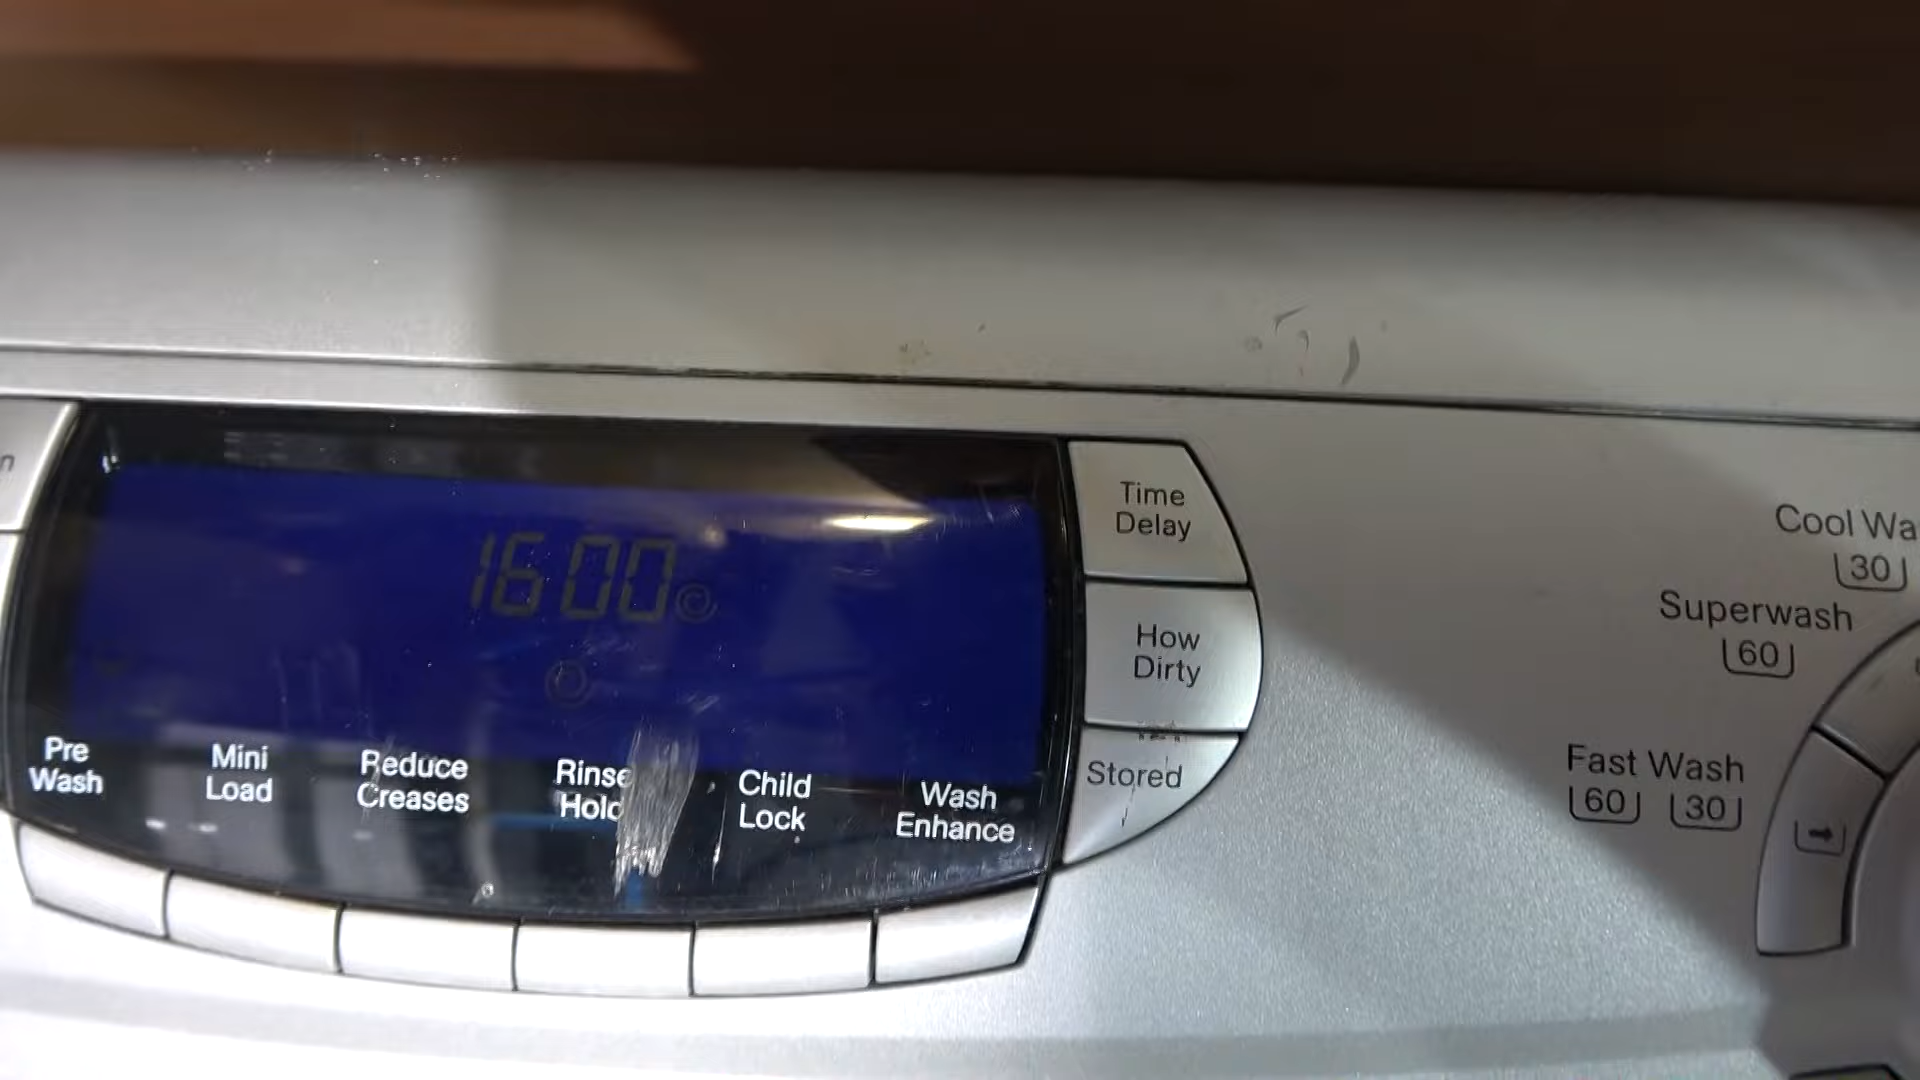 1600
Time
Delay
How
Dirty
Stored
Pre
Wash
Mini
Load
Reduce
Creases
Rinse
Hold
Child
Lock
Wash
Enhance
Cool Wa
30
Superwash
60
Fast Wash
60 30